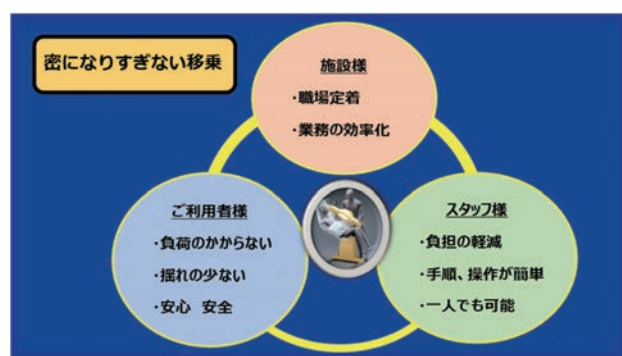 密になりすぎない移乗
施設様
・職場定着
・業務の効率化
ご利用者様
・負荷のかからない
・揺れの少ない
・安心 安全
スタッフ様
・負担の軽減
・手順、操作が簡単
・一人でも可能